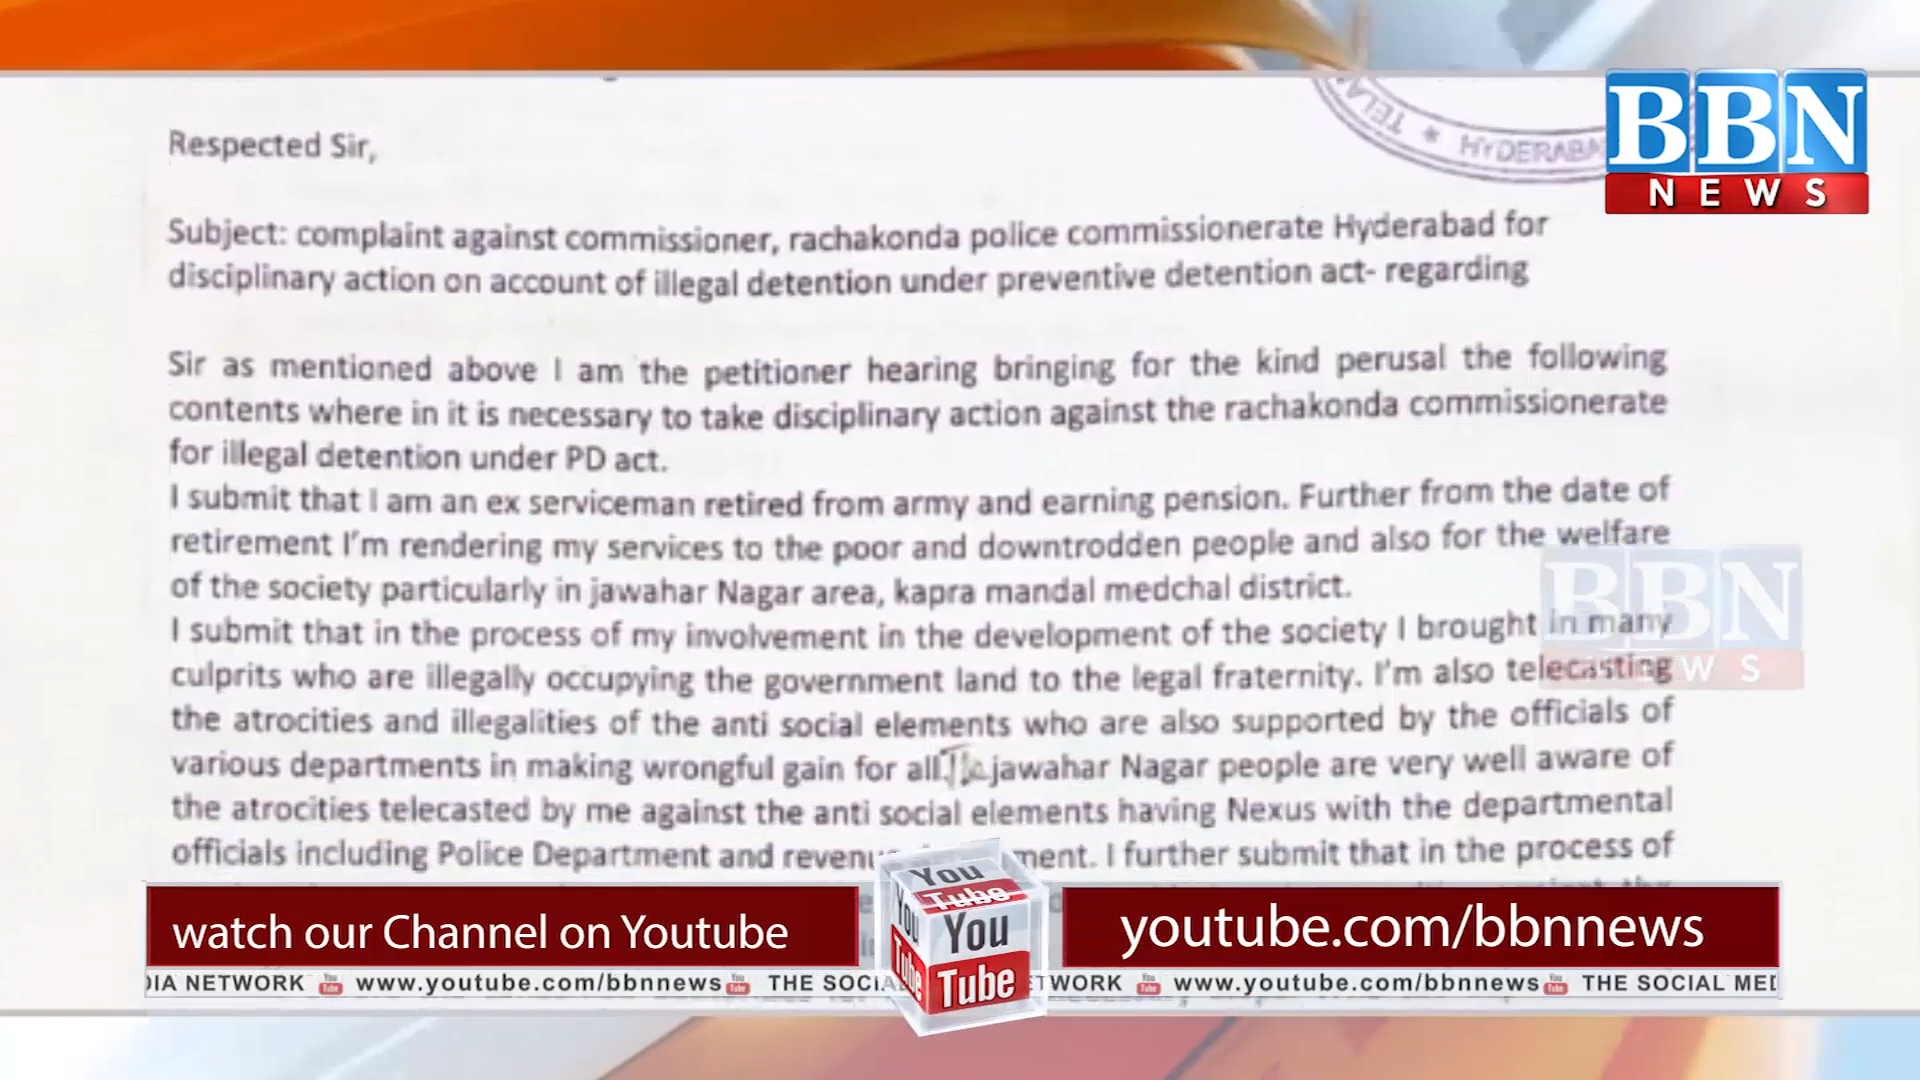 BBN
NEWS
HYDERABA
Respected Sir,
Subject: complaint against commissioner, rachakonda police commissionerate Hyderabad for
disciplinary action on account of illegal detention under preventive detention act- regarding
Sir as mentioned above I am the petitioner hearing bringing for the kind perusal the following
contents where in it is necessary to take disciplinary action against the rachakonda commissionerate
for illegal detention under PD act.
I submit that I am an ex serviceman retired from army and earning pension. Further from the date of
retirement I'm rendering my services to the poor and downtrodden people and also for the welfare
of the society particularly in jawahar Nagar area, kapra mandal medchal district.
I submit that in the process of my involvement in the development of the society I brought in many
culprits who are illegally occupying the government land to the legal fraternity. I'm also telecasting
the atrocities and illegalities of the anti social elements who are also supported by the officials of
various departments in making wrongful gain for all. The jawahar Nagar people are very well aware of
the atrocities telecasted by me against the anti social elements having Nexus with the departmental
officials including Police Department and revenu ment. I further submit that in the process of
BBN
NEWS
watch our Channel on Youtube
You Tube
youtube.com/bbnnews
DIA NETWORK www.youtube.com/bbnnews THE SOCIA TWORK www.youtube.com/bbnnews THE SOCIAL MED